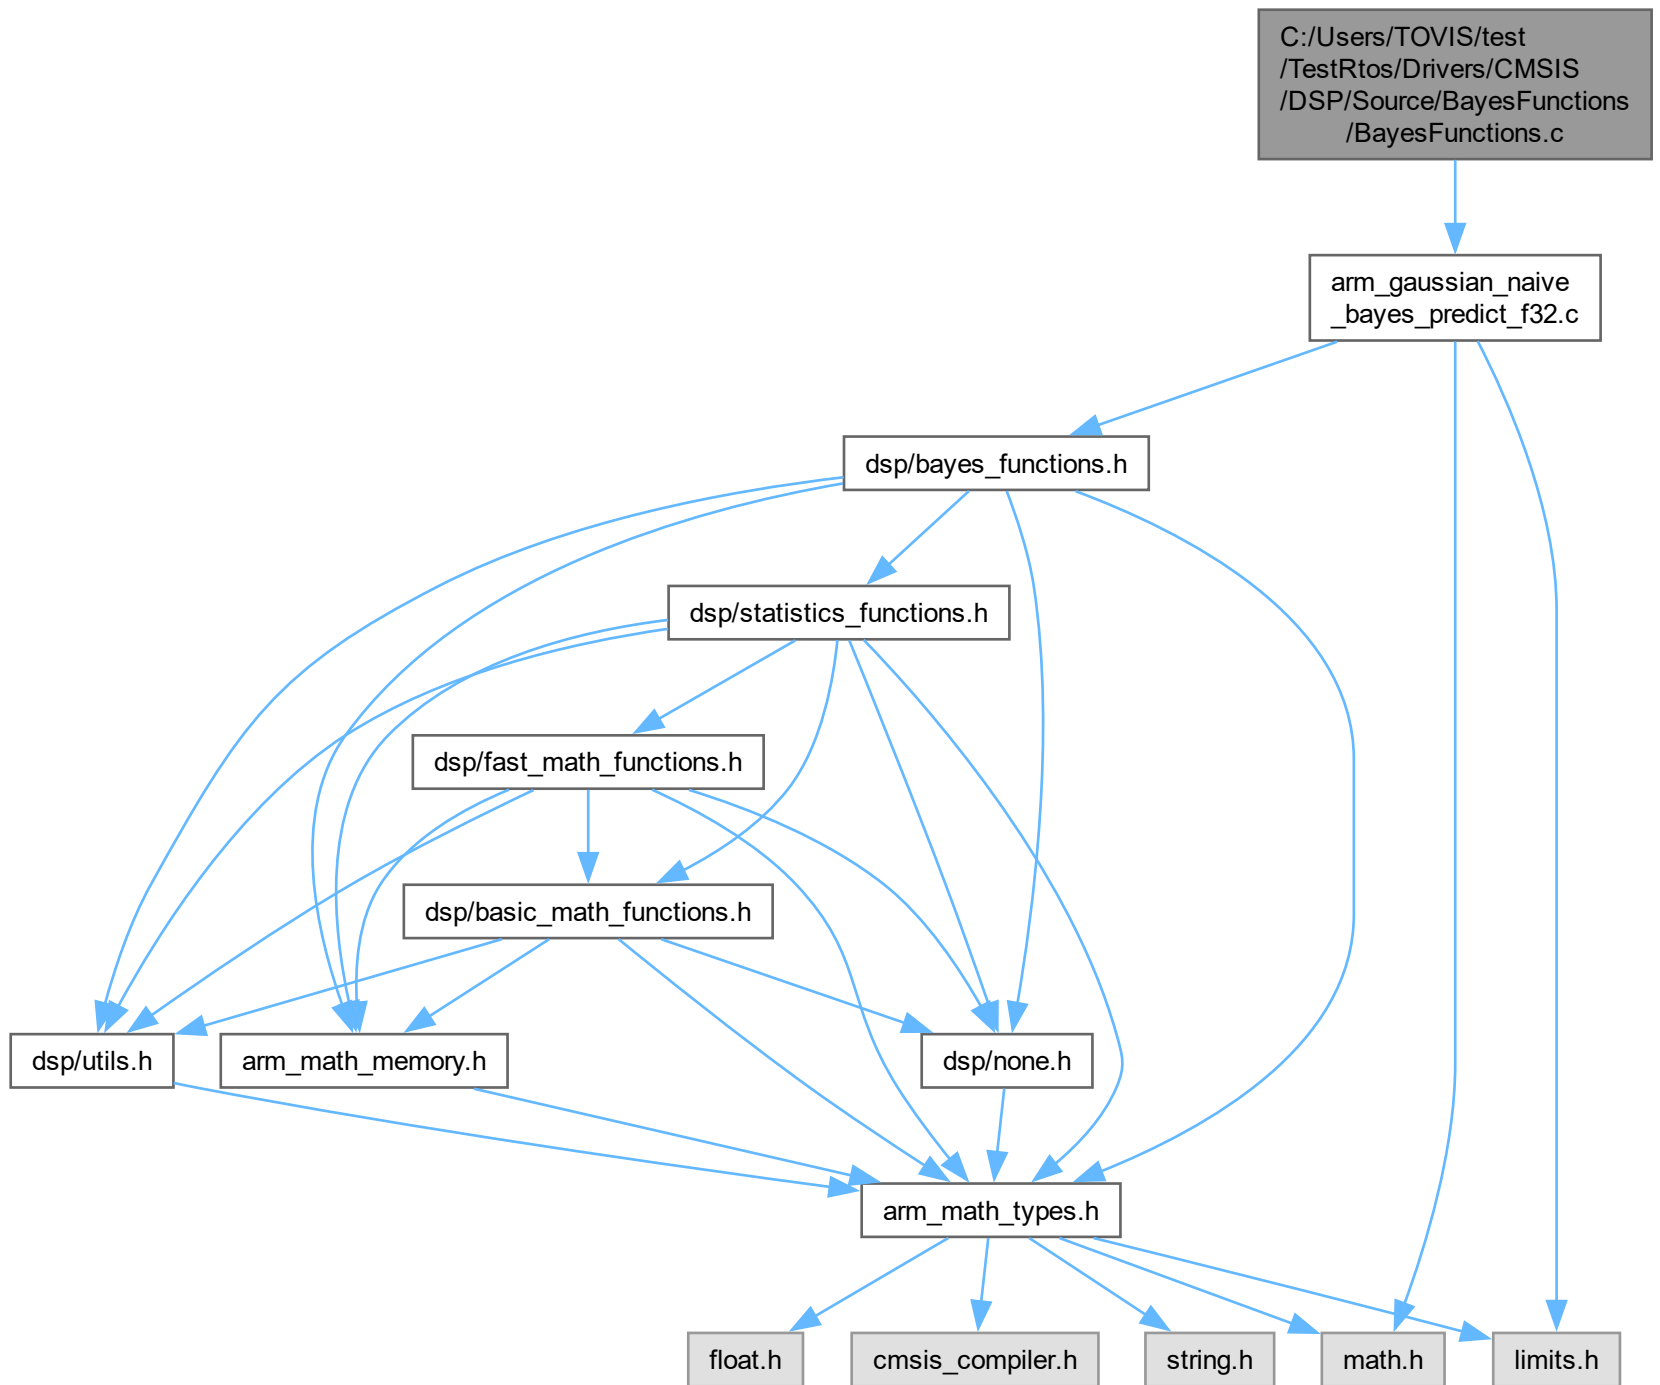 C:/Users/TOVIS/test
/TestRtos/Drivers/CMSIS
/DSP/Source/BayesFunctions
/BayesFunctions.c
arm_gaussian_naive
_bayes_predict_f32.c
dsp/bayes_functions.h
dsp/statistics_functions.h
dsp/fast_math_functions.h
dsp/basic_math_functions.h
dsp/utils.h
arm_math_memory.h
dsp/none.h
arm_math_types.h
float.h
cmsis_compiler.h
string.h
math.h
limits.h